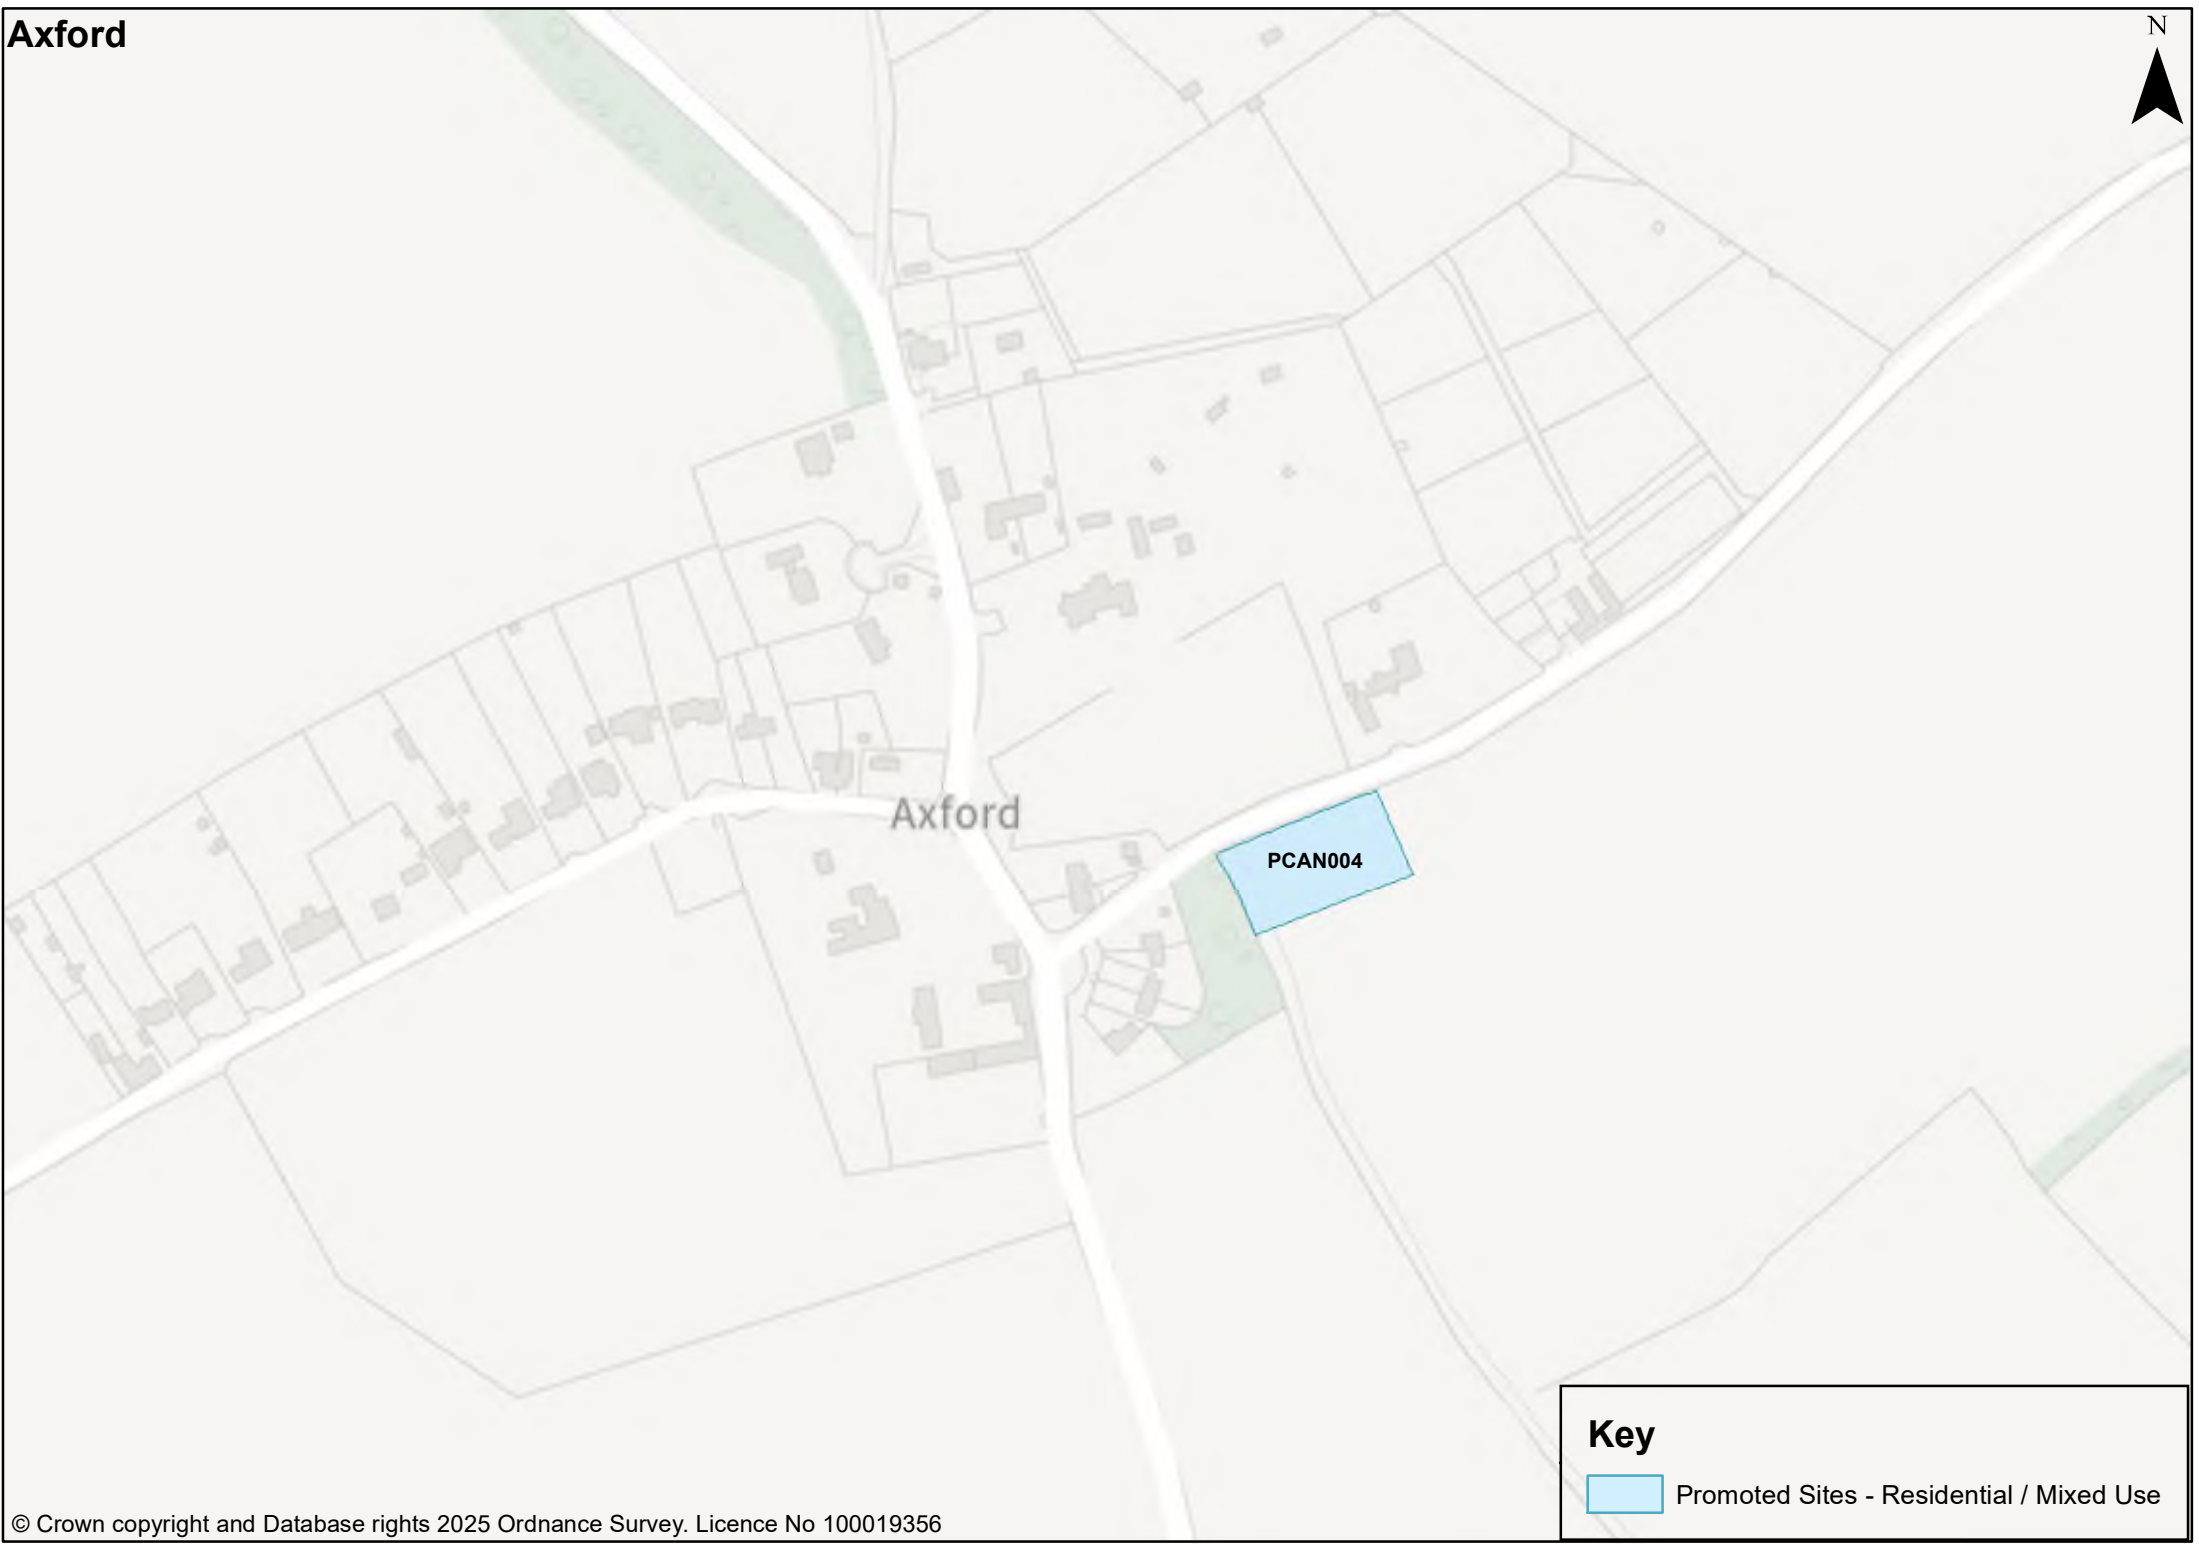 Axford
N
Axford
PCAN004
Key
Promoted Sites - Residential / Mixed Use
© Crown copyright and Database rights 2025 Ordnance Survey. Licence No 100019356